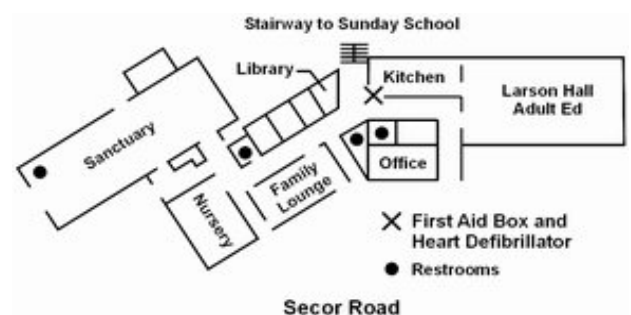 Stairway to Sunday School
Library
Kitchen
Larson Hall
Adult Ed
Sanctuary
Nursery
Family
Lounge
Office
First Aid Box and
Heart Defibrillator
Restrooms
Secor Road